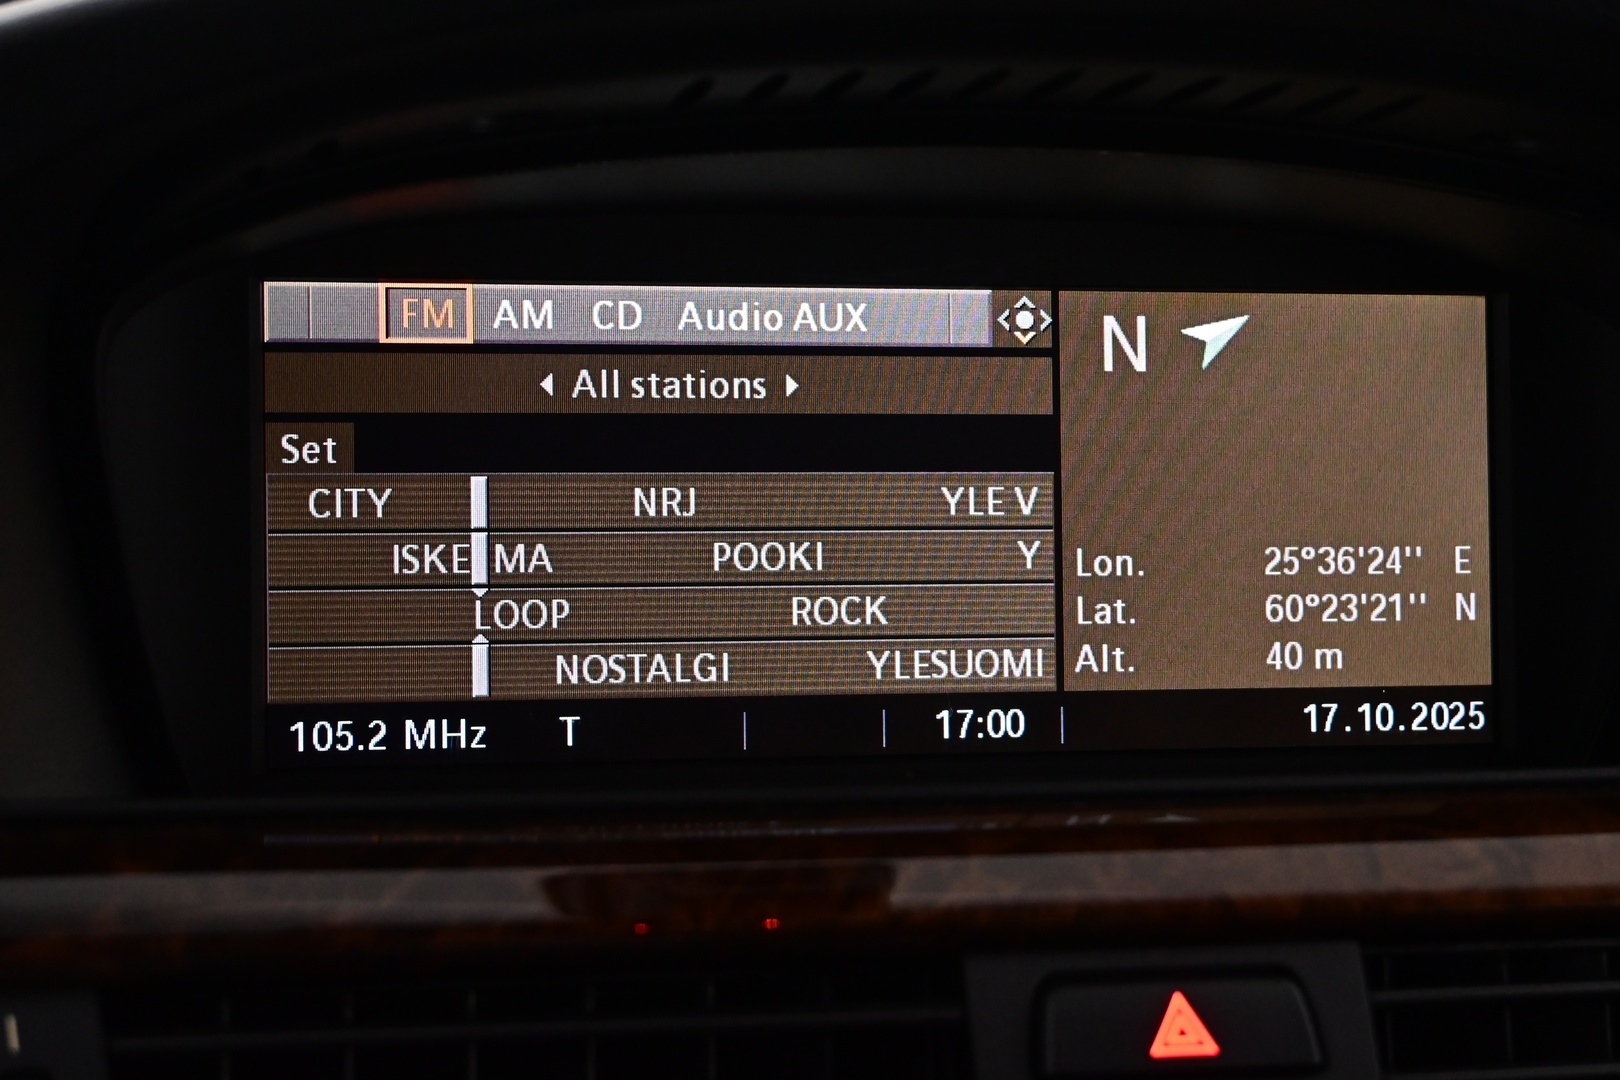 FM AM CD Audio AUX
All stations
Set
CITY NRJ YLE V
ISKE MA POOKI Y
LOOP ROCK
NOSTALGI YLESUOMI
105.2 MHz T 17:00 17.10.2025
N
Lon. 25°36'24'' E
Lat. 60°23'21'' N
Alt. 40 m